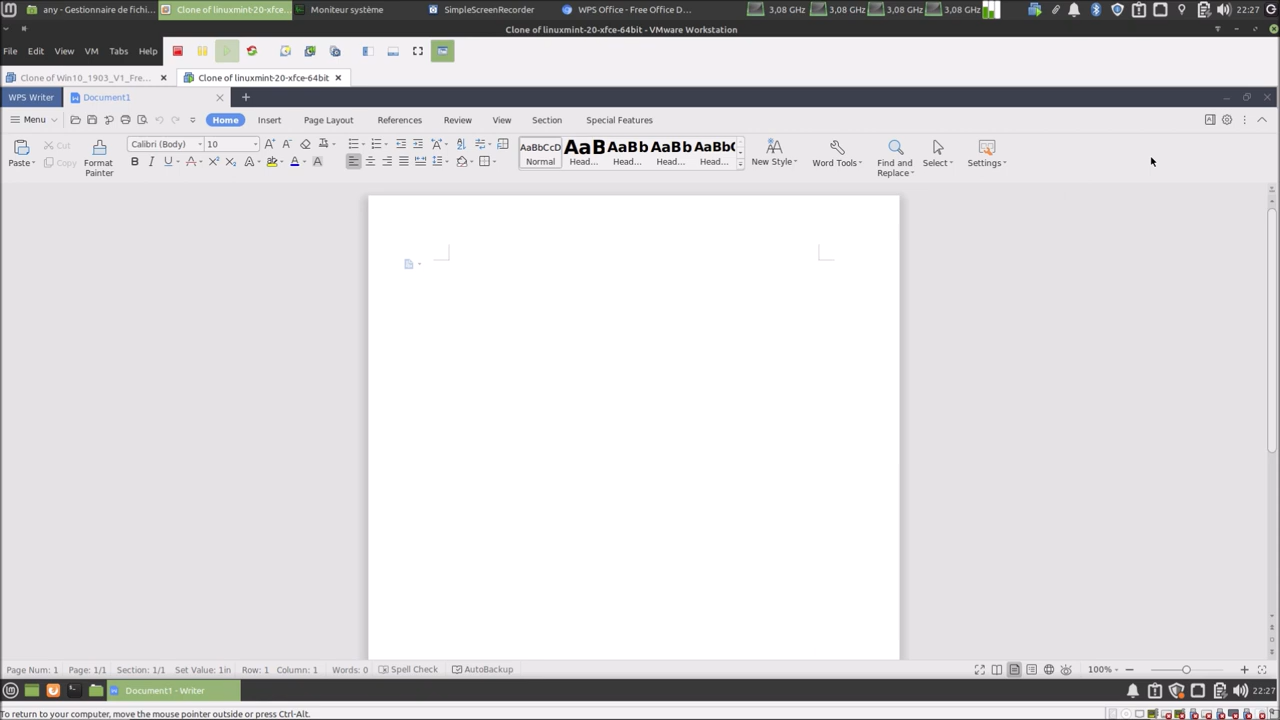 any - Gestionnaire de fichi... Clone of linuxmint-20-xfce... Moniteur système SimpleScreenRecorder WPS Office - Free Office D... 3,08 GHz 3,08 GHz 3,08 GHz 3,08 GHz 22:27
Clone of linuxmint-20-xfce-64bit - VMware Workstation
File Edit View VM Tabs Help
Clone of Win10_1903_V1_Fre... Clone of linuxmint-20-xfce-64bit
WPS Writer Document1
Menu Home Insert Page Layout References Review View Section Special Features
Cut Calibri (Body) 10 AaBbCcD AaB AaBb AaBb AaBbC
Paste Copy Format Painter Normal Head... Head... Head... Head... New Style Word Tools Find and Replace Select Settings
Page Num: 1 Page: 1/1 Section: 1/1 Set Value: 1in Row: 1 Column: 1 Words: 0 Spell Check AutoBackup 100%
Document1 - Writer 22:27
To return to your computer, move the mouse pointer outside or press Ctrl-Alt.